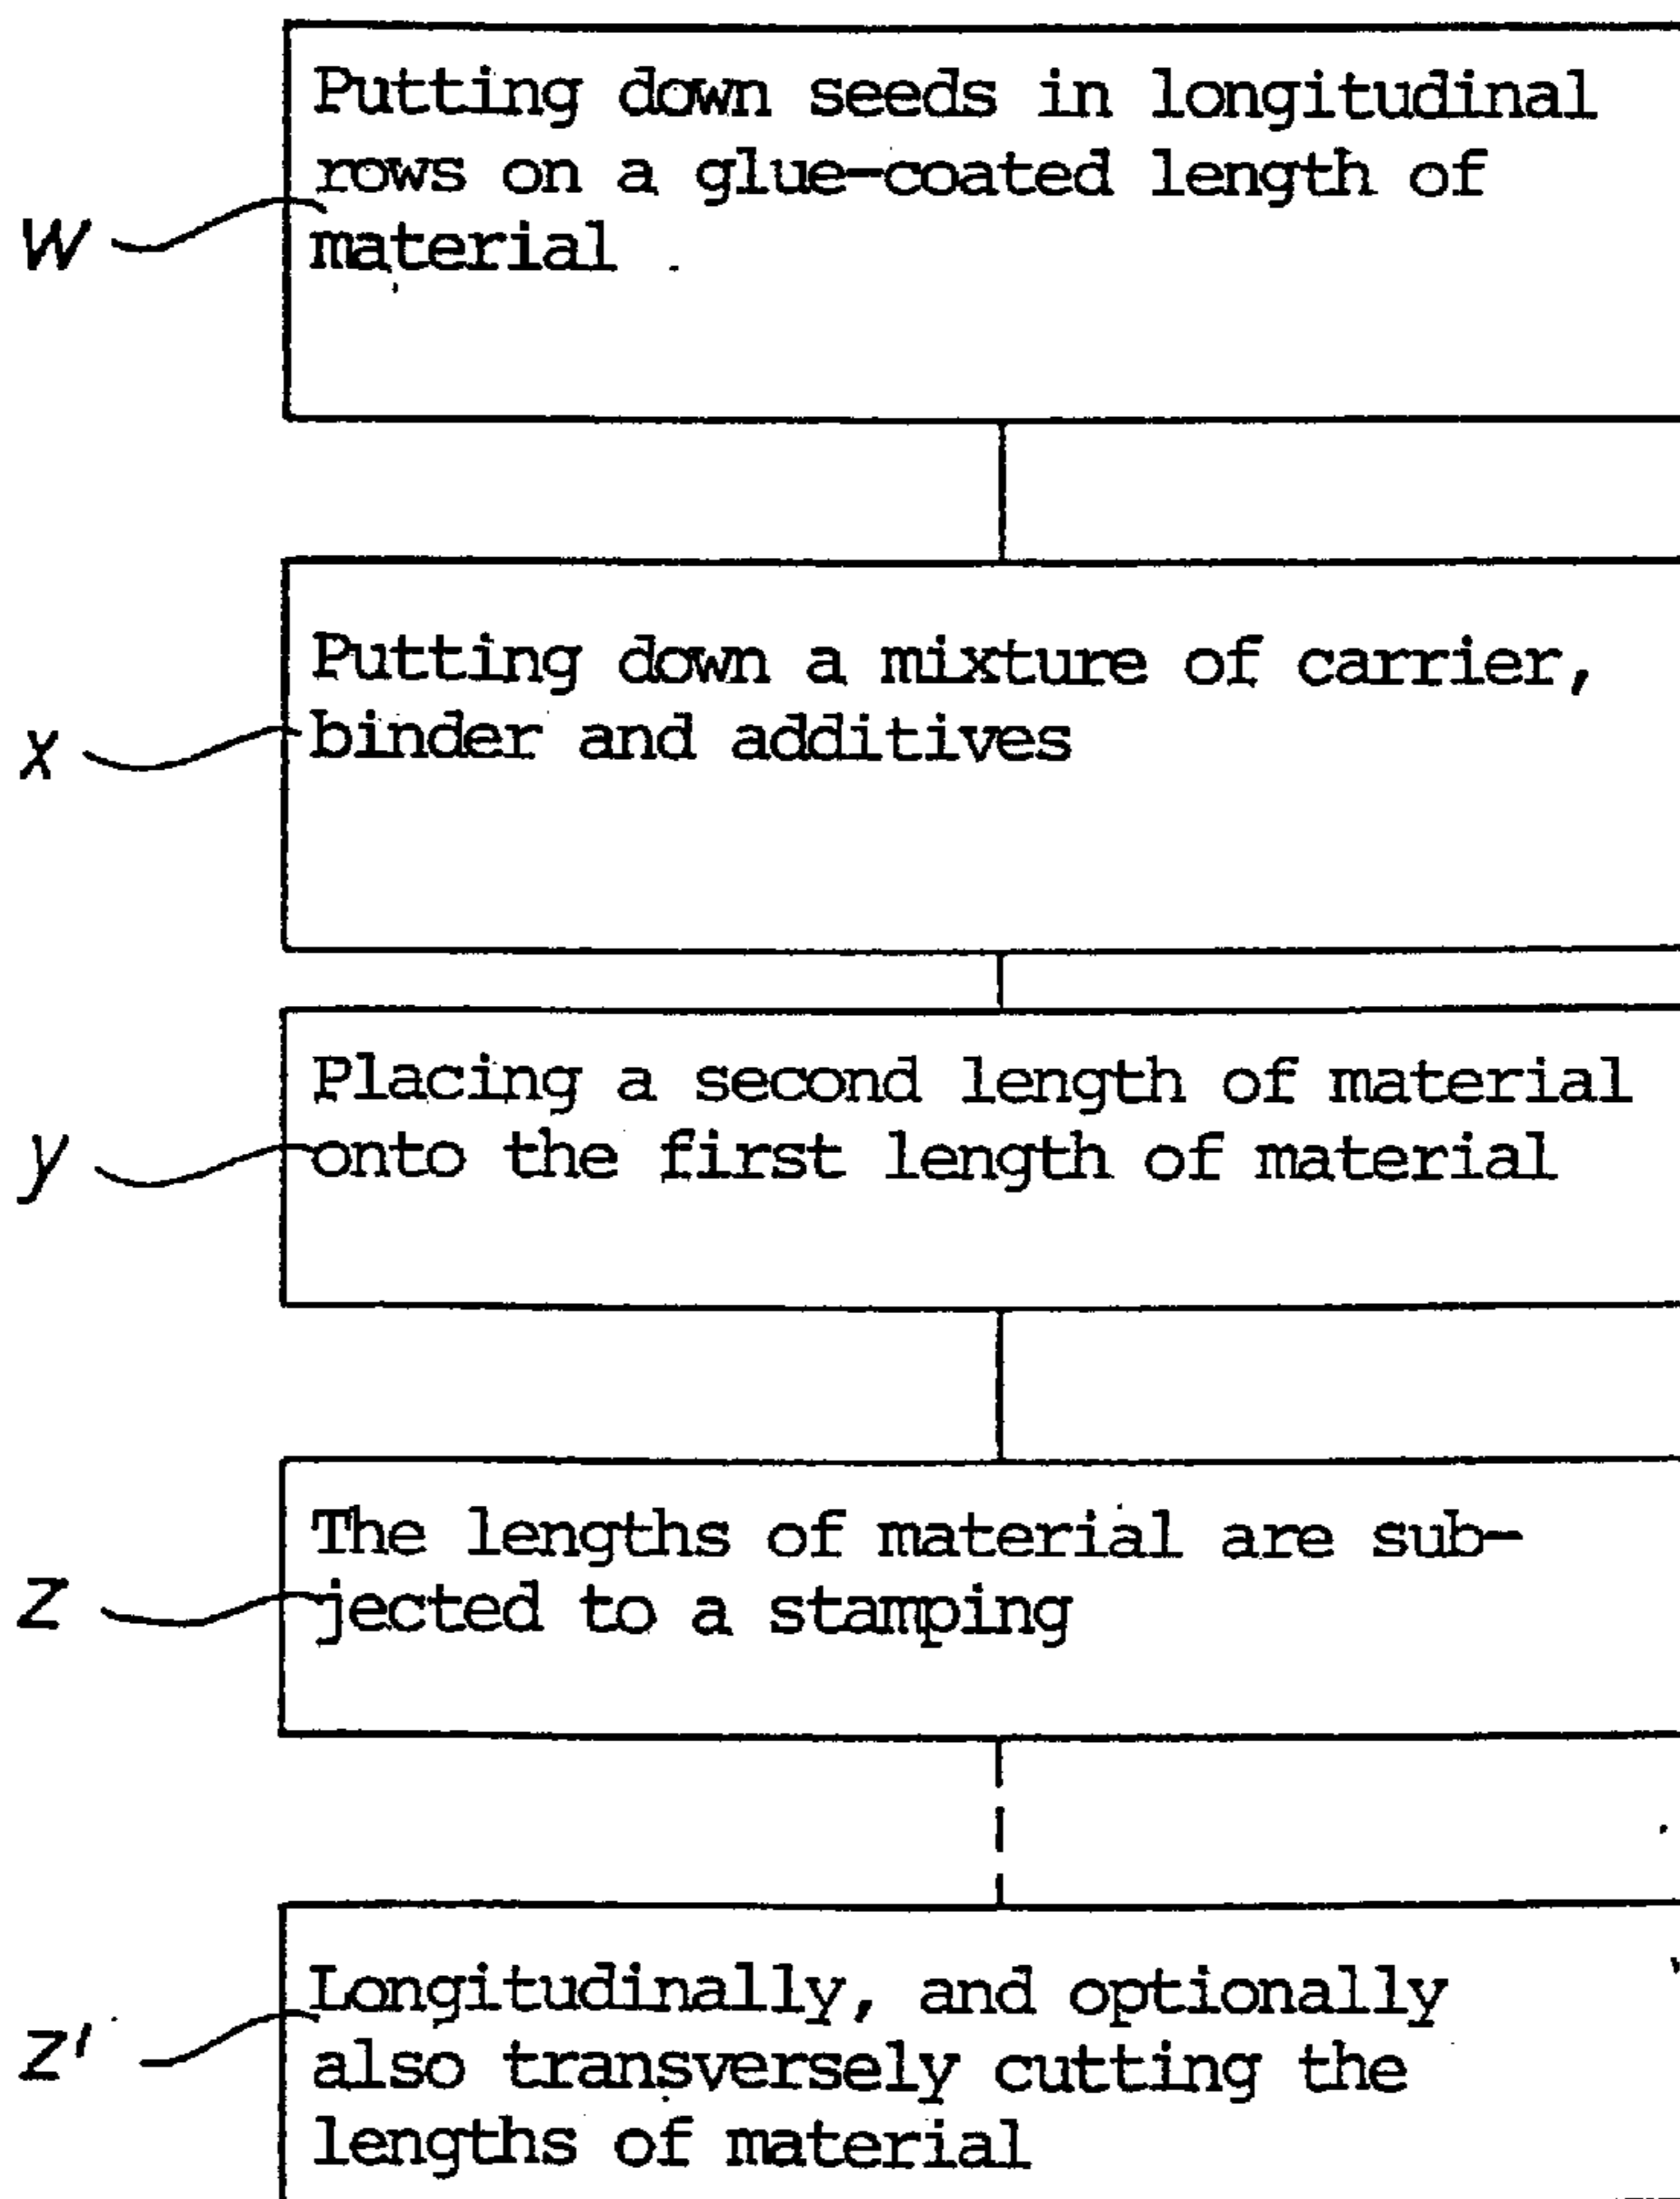 Putting down seeds in longitudinal
rows on a glue-coated length of
material
W
Putting down a mixture of carrier,
binder and additives
x
Placing a second length of material
onto the first length of material
y
The lengths of material are sub-
jected to a stamping
z
Longitudinally, and optionally
also transversely cutting the
lengths of material
z'